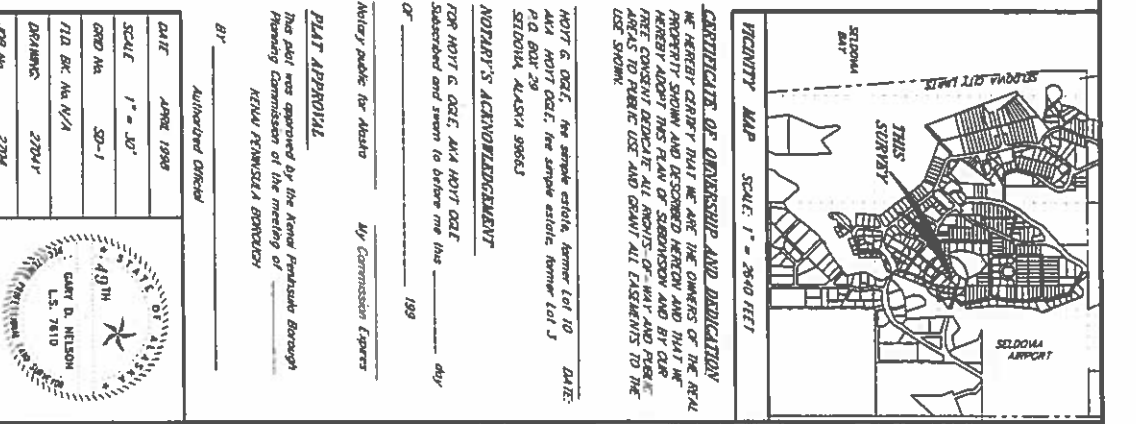 SELDOVIA
BAY
SELDOVIA CITY LIMITS
THIS
SURVEY
SELDOVIA
AIRPORT
VICINITY MAP SCALE: 1" = 2640 FEET
CERTIFICATE OF OWNERSHIP AND DEDICATION
WE HEREBY CERTIFY THAT WE ARE THE OWNERS OF THE REAL
PROPERTY SHOWN AND DESCRIBED HEREON AND THAT WE
HEREBY ADOPT THIS PLAN OF SUBDIVISION AND BY OUR
FREE CONSENT DEDICATE ALL RIGHTS-OF-WAY AND PUBLIC
AREAS TO PUBLIC USE AND GRANT ALL EASEMENTS TO THE
USE SHOWN.
HOYT G. OGLE, fee simple estate, former Lot 10 DATE:
AKA HOYT OGLE, fee simple estate, former Lot 3
P.O. BOX 29
SELDOVIA, ALASKA 99663
NOTARY'S ACKNOWLEDGEMENT
FOR HOYT G. OGLE, AKA HOYT OGLE
Subscribed and sworn to before me this ____ day
OF ____ 199
Notary public for Alaska My Commission Expires
PLAT APPROVAL
This plat was approved by the Kenai Peninsula Borough
Planning Commission at the meeting of ____
KENAI PENINSULA BOROUGH
BY ____
Authorized Official
DATE APRIL 1998
SCALE 1" = 30'
GRID No. SD-1
FLD. BK. No. N/A
DRAWING: 2704Y
JOB No. 2704
STATE OF ALASKA
49TH
GARY D. NELSON
L.S. 7610